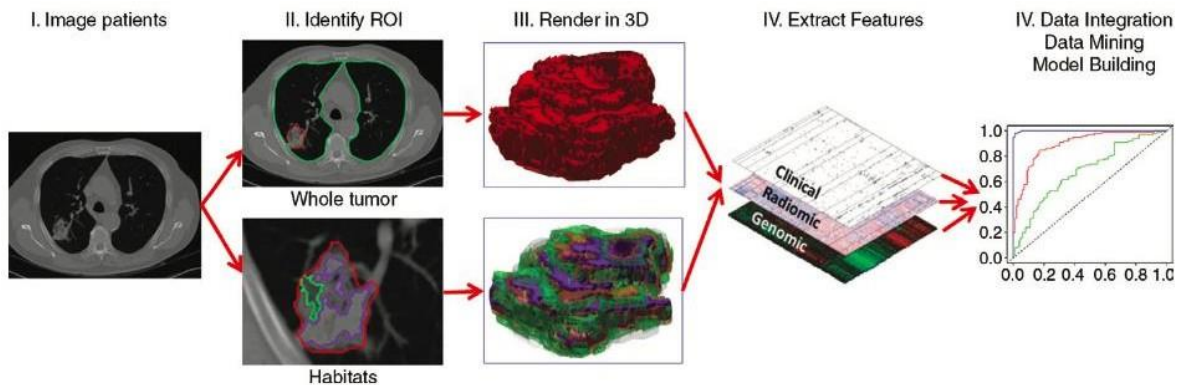 I. Image patients
II. Identify ROI
III. Render in 3D
IV. Extract Features
IV. Data Integration
Data Mining
Model Building
Whole tumor
Habitats
Clinical
Radiomic
Genomic
1.0
0.8
0.6
0.4
0.2
0.0
0.0 0.2 0.4 0.6 0.8 1.0